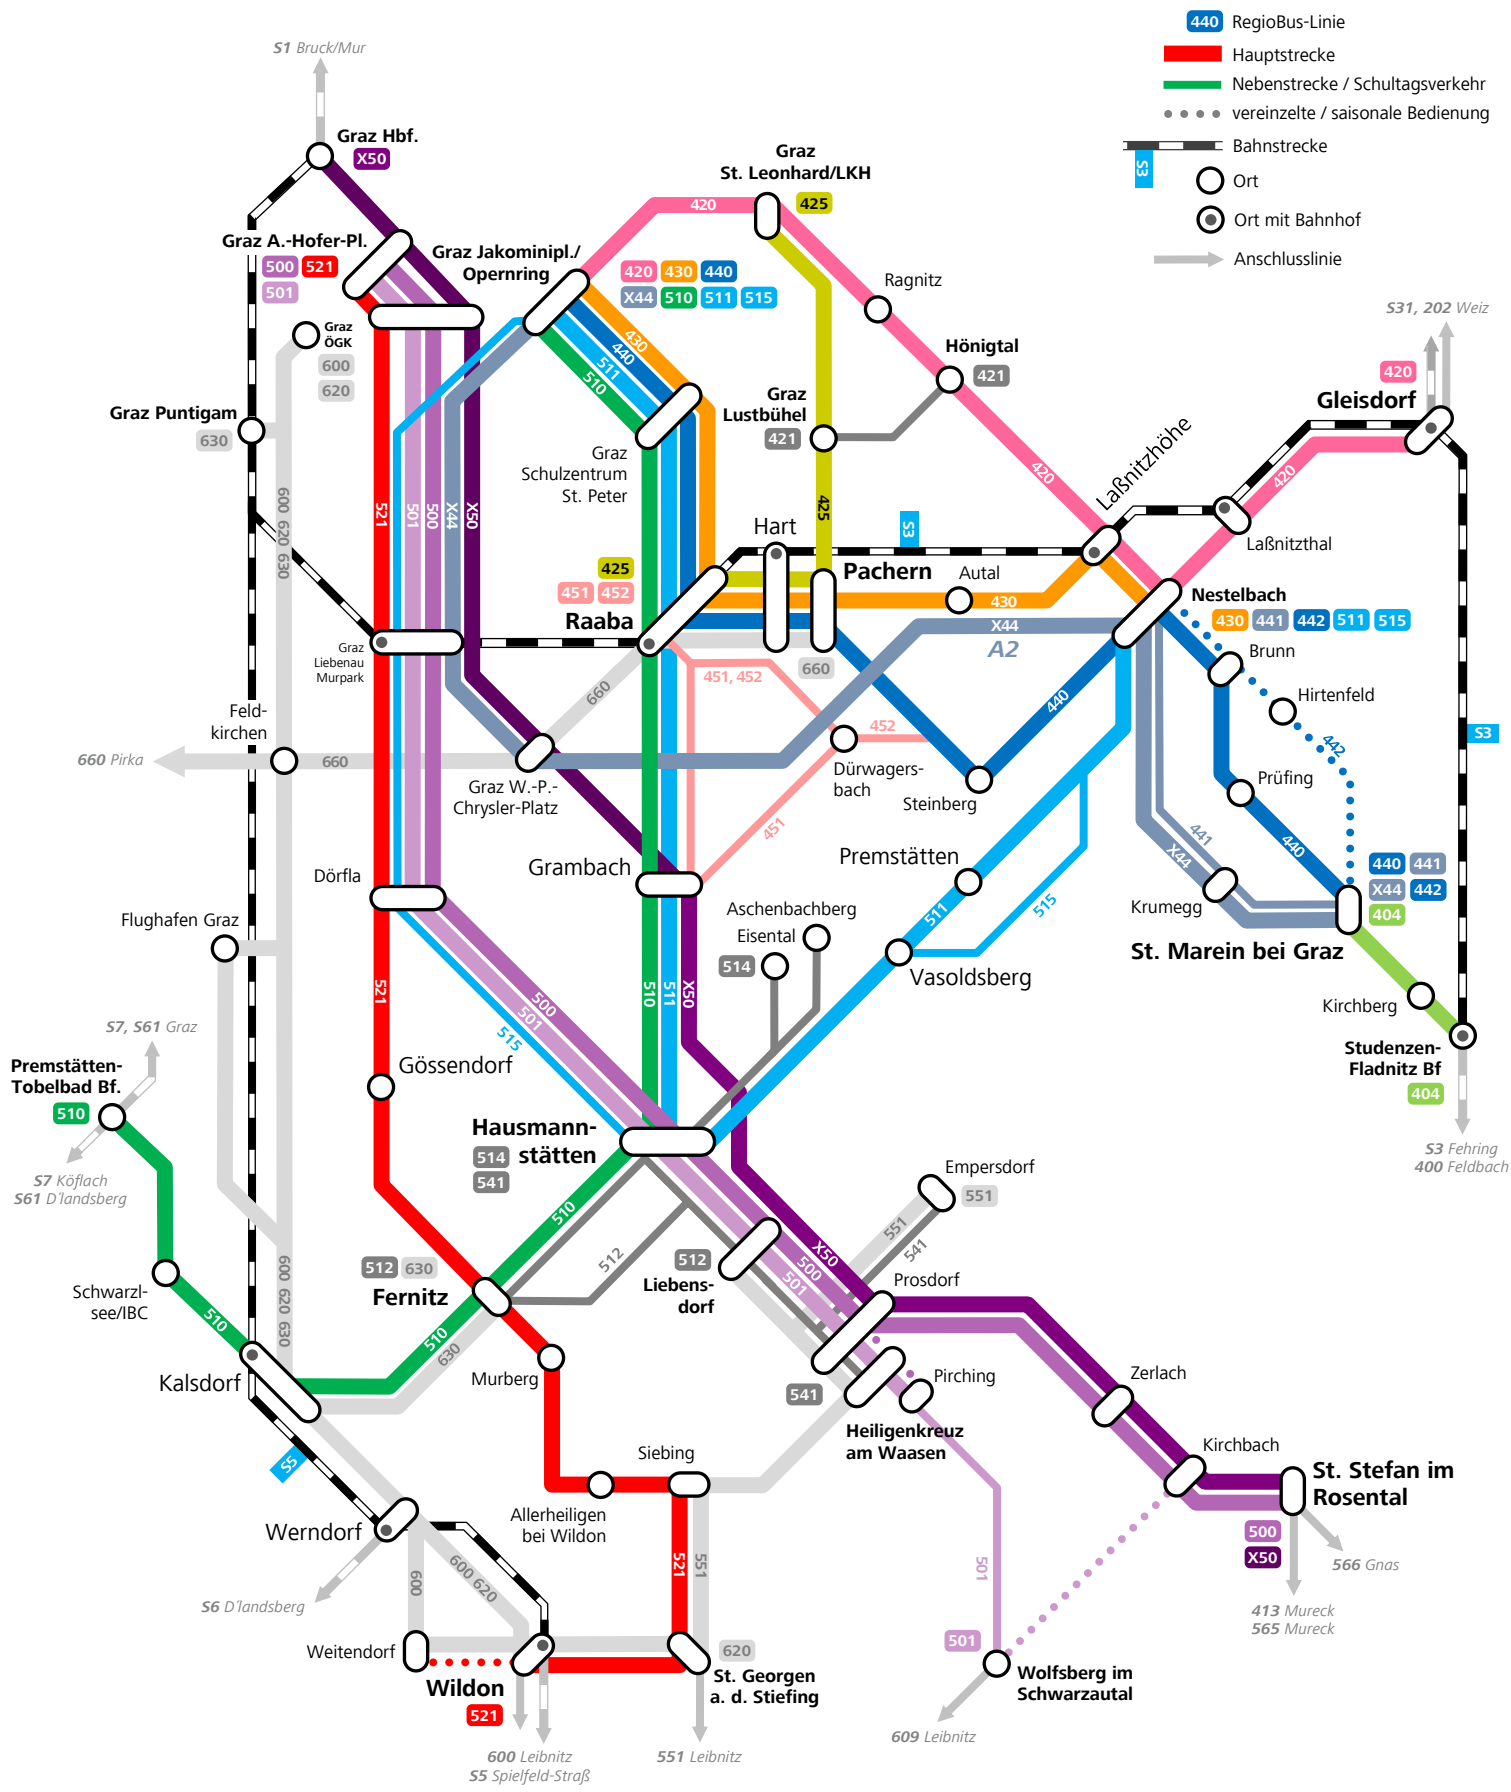 440 RegioBus-Linie
Hauptstrecke
Nebenstrecke / Schultagsverkehr
vereinzelte / saisonale Bedienung
Bahnstrecke
S3
Ort
Ort mit Bahnhof
Anschlusslinie
S1 Bruck/Mur
Graz Hbf.
X50
Graz
St. Leonhard/LKH
425
420
Graz A.-Hofer-Pl.
500 521
501
Graz Jakominipl./
Opernring
420 430 440
X44 510 511 515
Ragnitz
S31, 202 Weiz
Graz
ÖGK
600
620
430
440
511
510
Hönigtal
421
420
Gleisdorf
Graz Puntigam
630
Graz
Lustbühel
421
Laßnitzhöhe
Graz
Schulzentrum
St. Peter
420
420
600 620 630
521
501
500
X44
X50
425
Hart
S3
Laßnitzthal
425
451 452
Raaba
Pachern
Autal
430
Nestelbach
430 441 442 511 515
X44
A2
Graz
Liebenau
Murpark
660
660
451, 452
Brunn
Hirtenfeld
440
442
S3
Feld-
kirchen
660 Pirka
660
452
Graz W.-P.-
Chrysler-Platz
Dürwagers-
bach
Steinberg
Prüfing
451
441
X44
440
Dörfla
Grambach
Premstätten
Krumegg
440 441
X44 442
404
Flughafen Graz
Aschenbachberg
Eisental
514
511
515
St. Marein bei Graz
Vasoldsberg
521
500
501
515
510
511
X50
Kirchberg
S7, S61 Graz
Premstätten-
Tobelbad Bf.
510
Gössendorf
Studenzen-
Fladnitz Bf
404
Hausmann-
stätten
514
541
S3 Fehring
400 Feldbach
S7 Köflach
S61 D´landsberg
Empersdorf
551
510
512
551
541
512 630
Fernitz
512
Liebens-
dorf
X50
500
501
Prosdorf
Schwarzl-
see/IBC
600 620 630
510
510
630
Kalsdorf
Murberg
541
Pirching
Zerlach
Heiligenkreuz
am Waasen
Kirchbach
S5
Siebing
St. Stefan im
Rosental
500
X50
Allerheiligen
bei Wildon
Werndorf
566 Gnas
600
600 620
521
551
501
S6 D´landsberg
413 Mureck
565 Mureck
Weitendorf
501
620
Wildon
521
St. Georgen
a. d. Stiefing
Wolfsberg im
Schwarzautal
609 Leibnitz
600 Leibnitz
S5 Spielfeld-Straß
551 Leibnitz